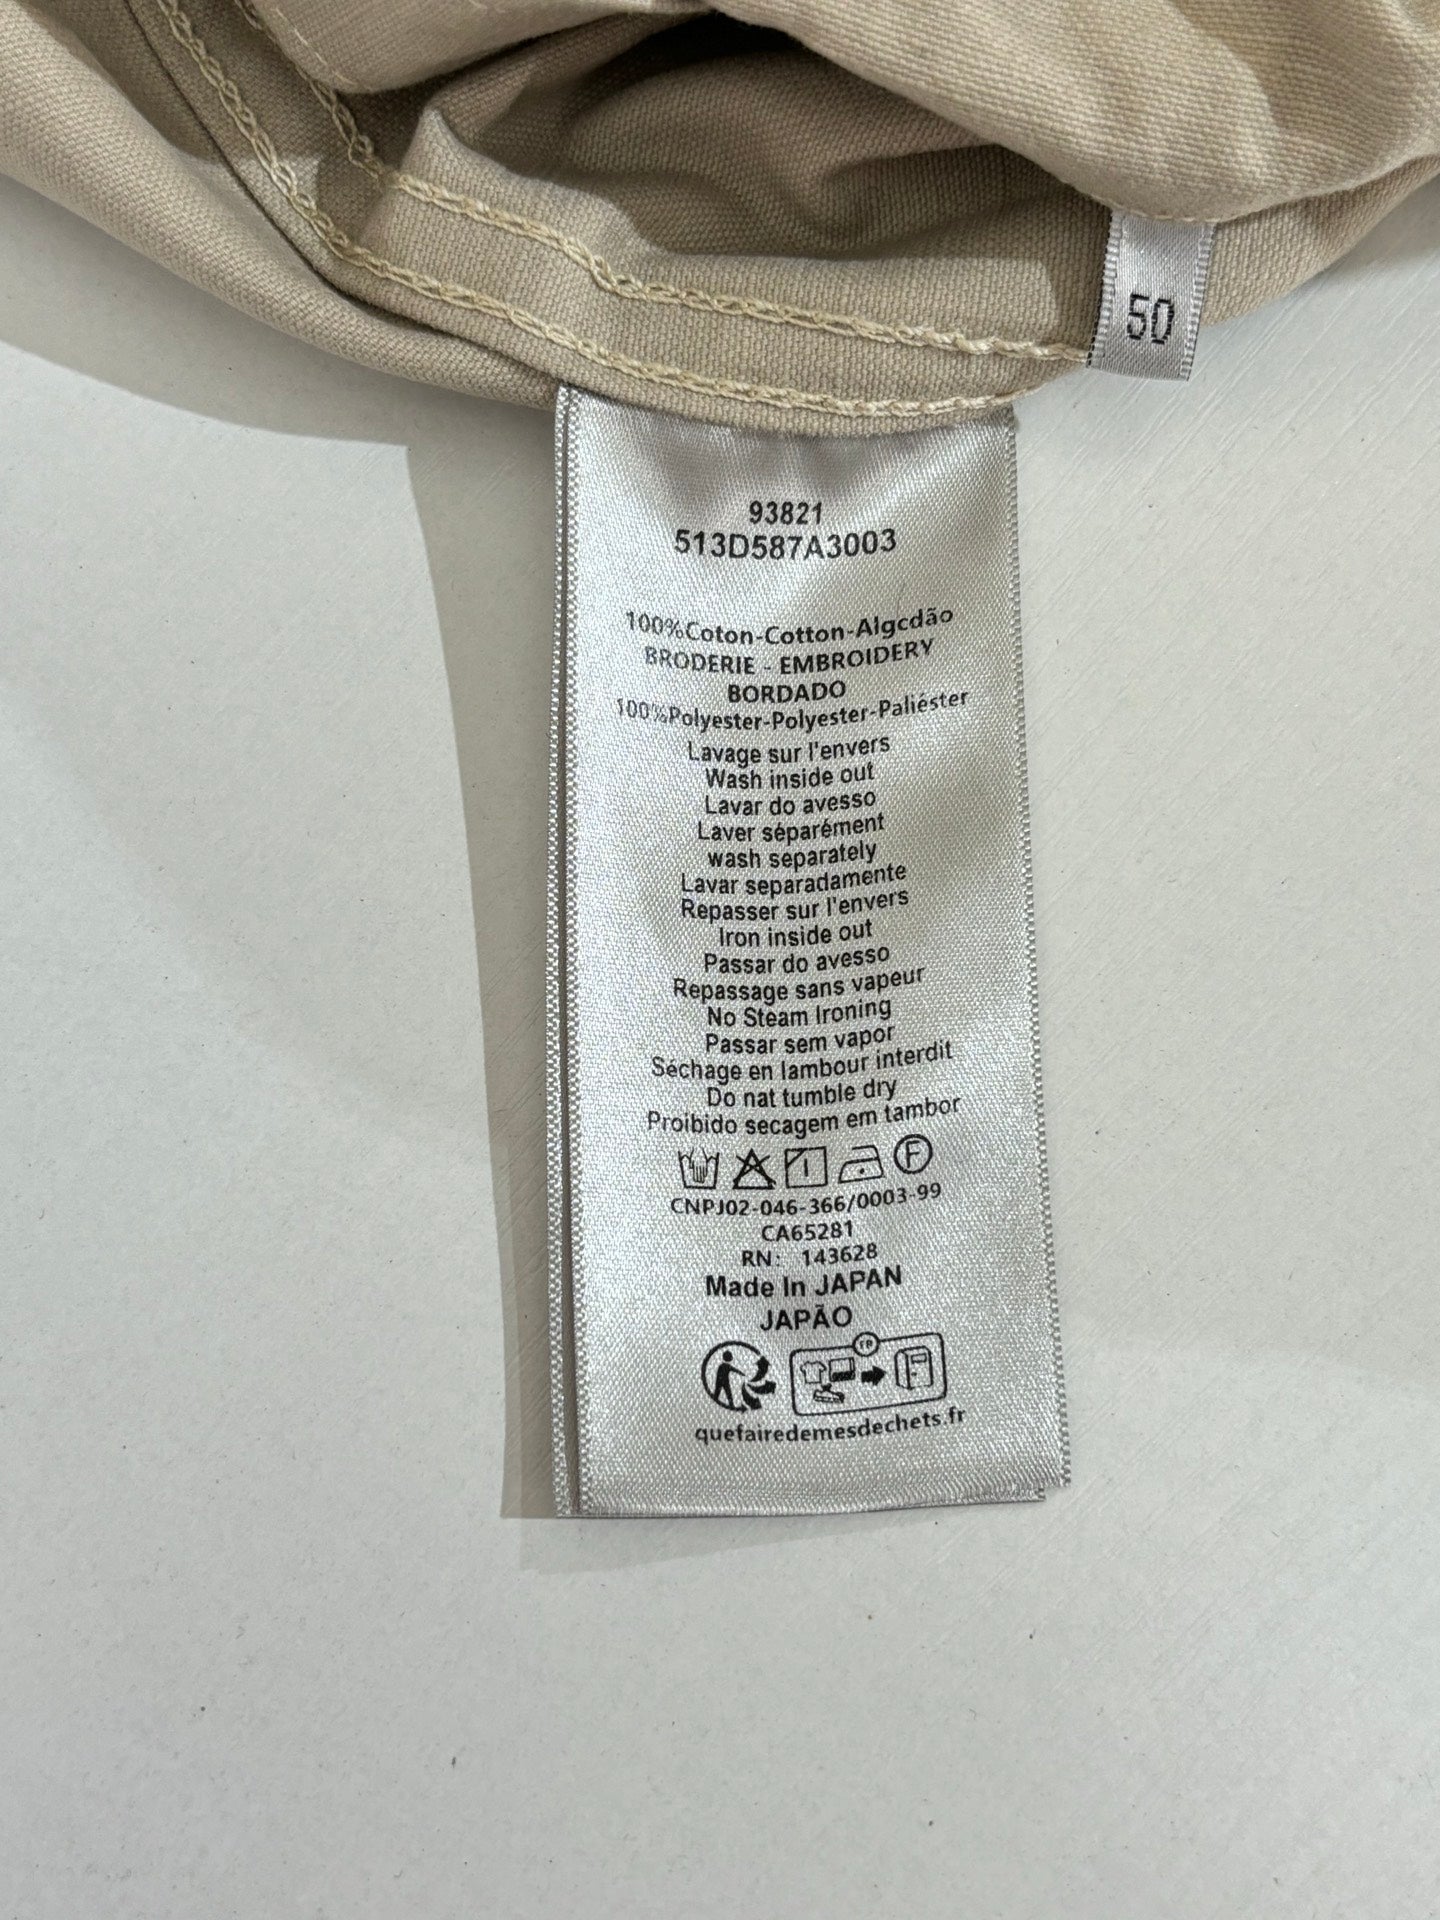 50
93821
513D587A3003
100%Coton-Cotton-Algcdão
BRODERIE - EMBROIDERY
BORDADO
100%Polyester-Polyester-Paliéster
Lavage sur l'envers
Wash inside out
Lavar do avesso
Laver séparément
wash separately
Lavar separadamente
Repasser sur l'envers
Iron inside out
Passar do avesso
Repassage sans vapeur
No Steam Ironing
Passar sem vapor
Séchage en lambour interdit
Do nat tumble dry
Proibido secagem em tambor
F
CNPJ02-046-366/0003-99
CA65281
RN: 143628
Made In JAPAN
JAPÃO
FR
quefairedemesdechets.fr